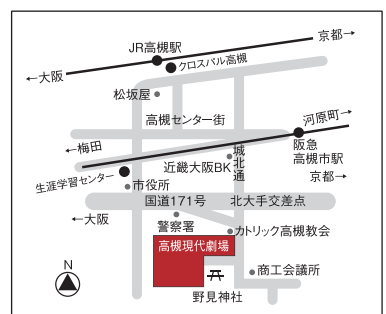 JR高槻駅
京都→
クロスパル高槻
←大阪
松坂屋
高槻センター街
河原町→
←梅田
城北通
阪急
高槻市駅
近畿大阪BK
京都→
生涯学習センター
市役所
国道171号
北大手交差点
←大阪
警察署
カトリック高槻教会
高槻現代劇場
商工会議所
野見神社
N